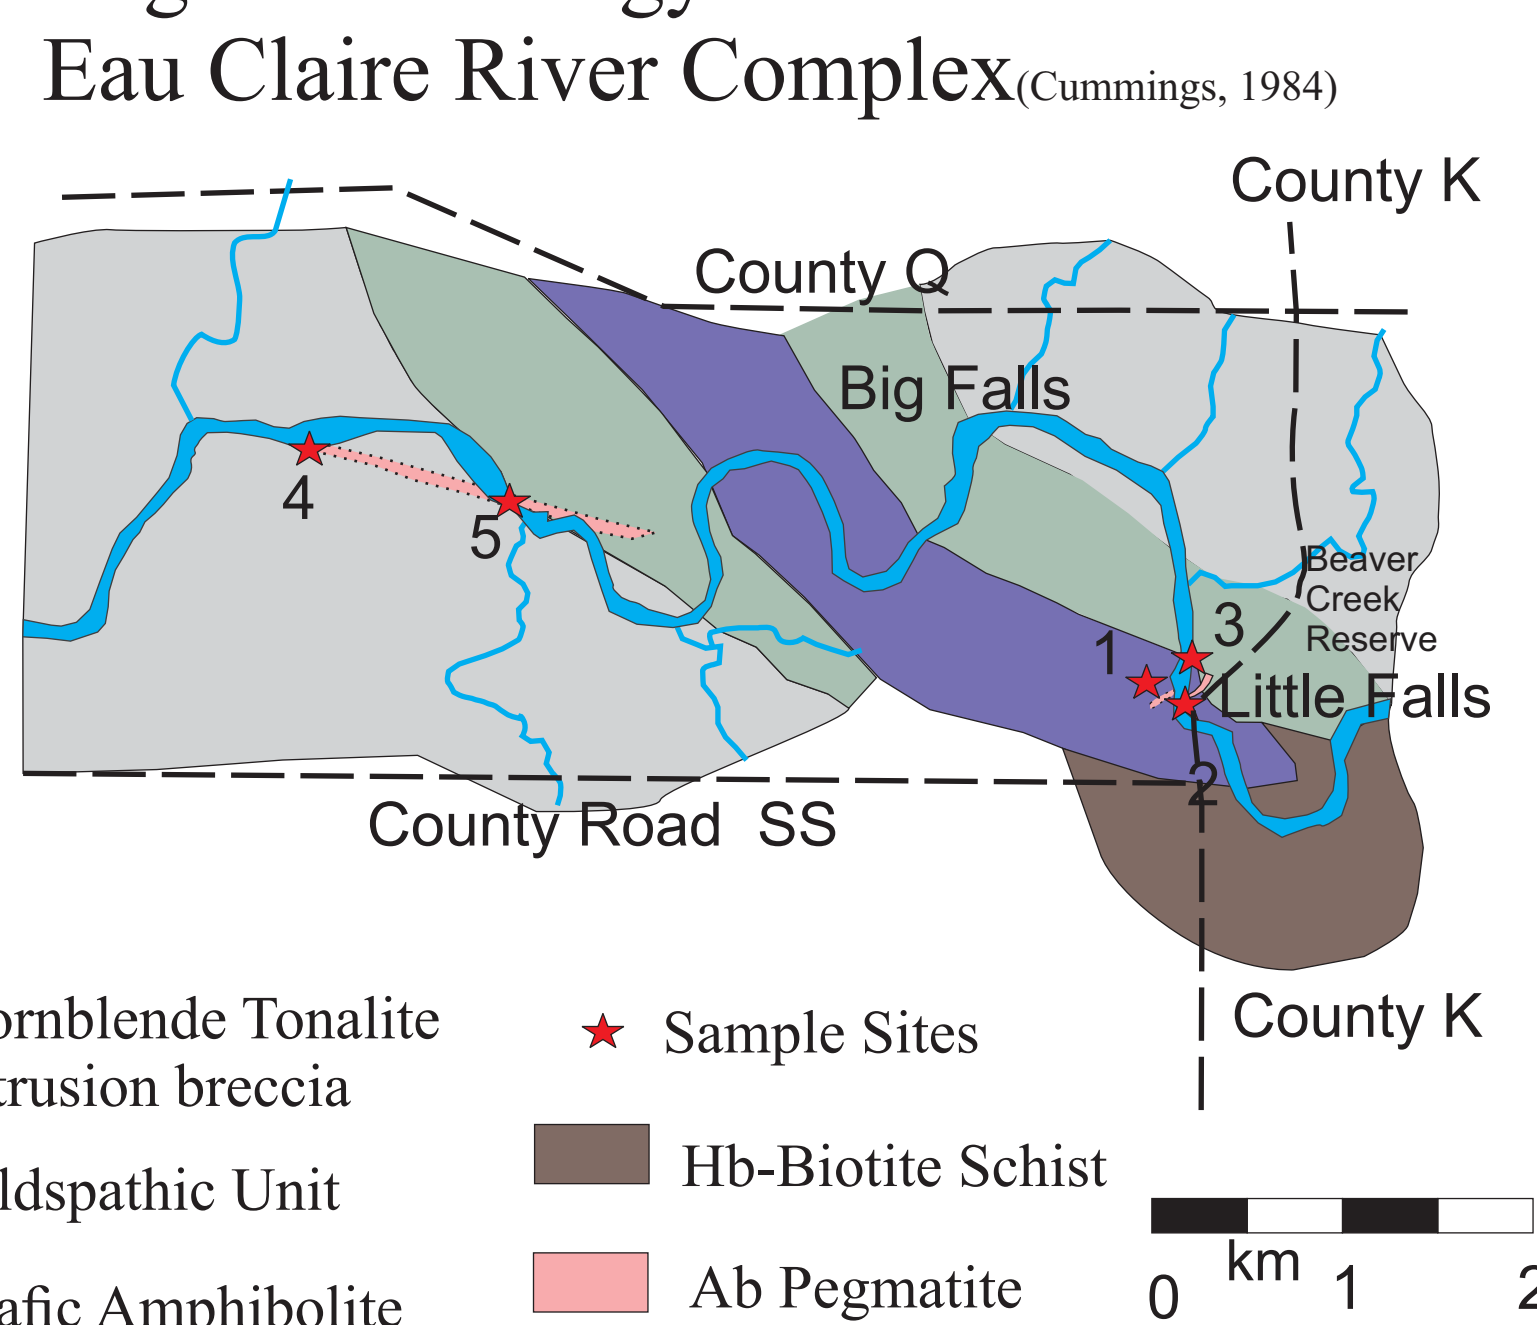 Eau Claire River Complex(Cummings, 1984)
County K
County Q
Big Falls
4
5
Beaver
Creek
Reserve
3
1
Little Falls
2
County Road SS
County K
ornblende Tonalite
trusion breccia
ldspathic Unit
afic Amphibolite
Sample Sites
Hb-Biotite Schist
Ab Pegmatite
km
0 1 2